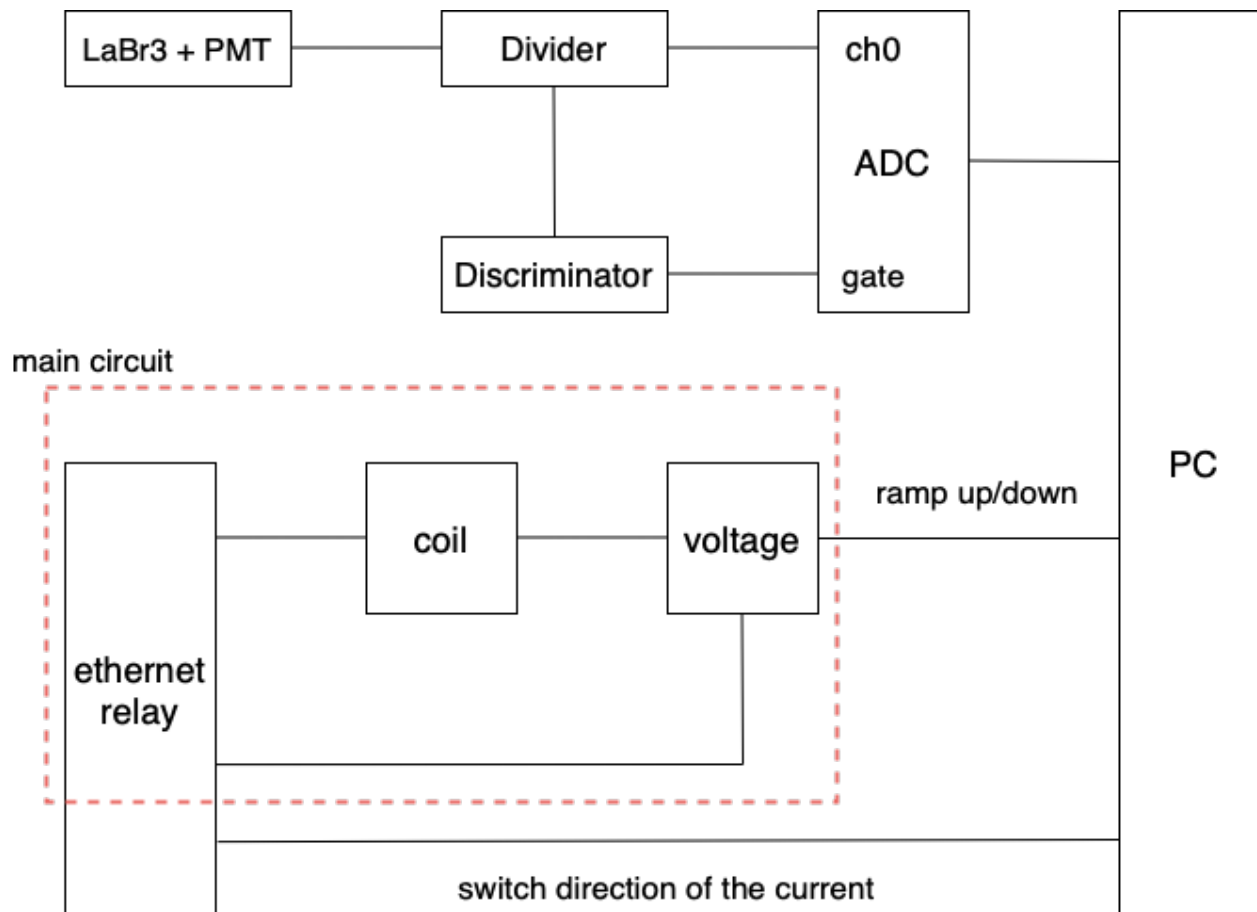 LaBr3 + PMT
Divider
ch0
ADC
Discriminator
gate
main circuit
PC
ramp up/down
coil
voltage
ethernet
relay
switch direction of the current